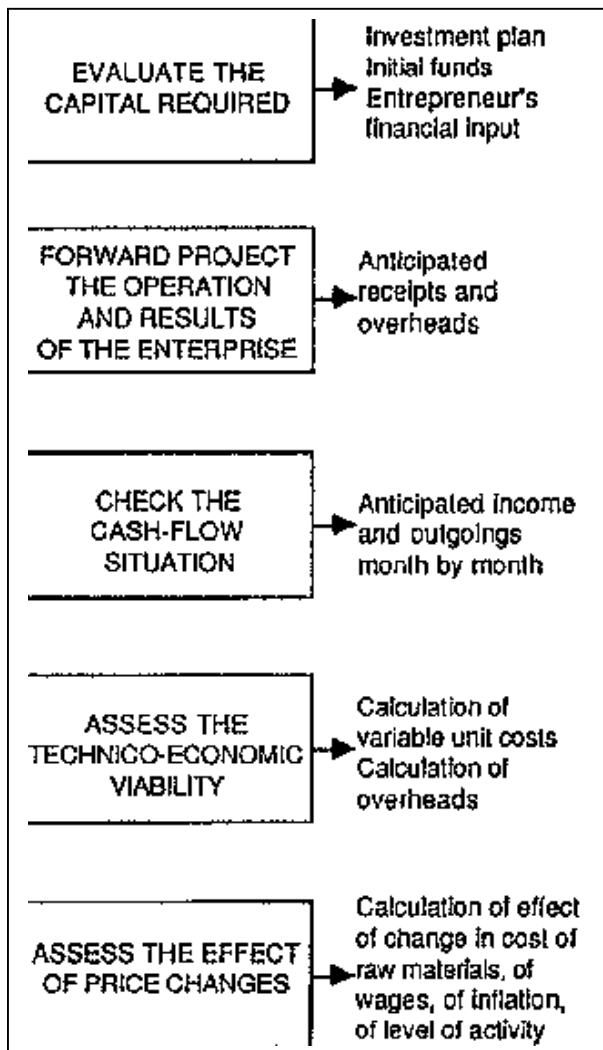 EVALUATE THE
CAPITAL REQUIRED
Investment plan
Initial funds
Entrepreneur's
financial input
FORWARD PROJECT
THE OPERATION
AND RESULTS
OF THE ENTERPRISE
Anticipated
receipts and
overheads
CHECK THE
CASH-FLOW
SITUATION
Anticipated income
and outgoings
month by month
ASSESS THE
TECHNICO-ECONOMIC
VIABILITY
Calculation of
variable unit costs
Calculation of
overheads
ASSESS THE EFFECT
OF PRICE CHANGES
Calculation of effect
of change in cost of
raw materials, of
wages, of inflation,
of level of activity